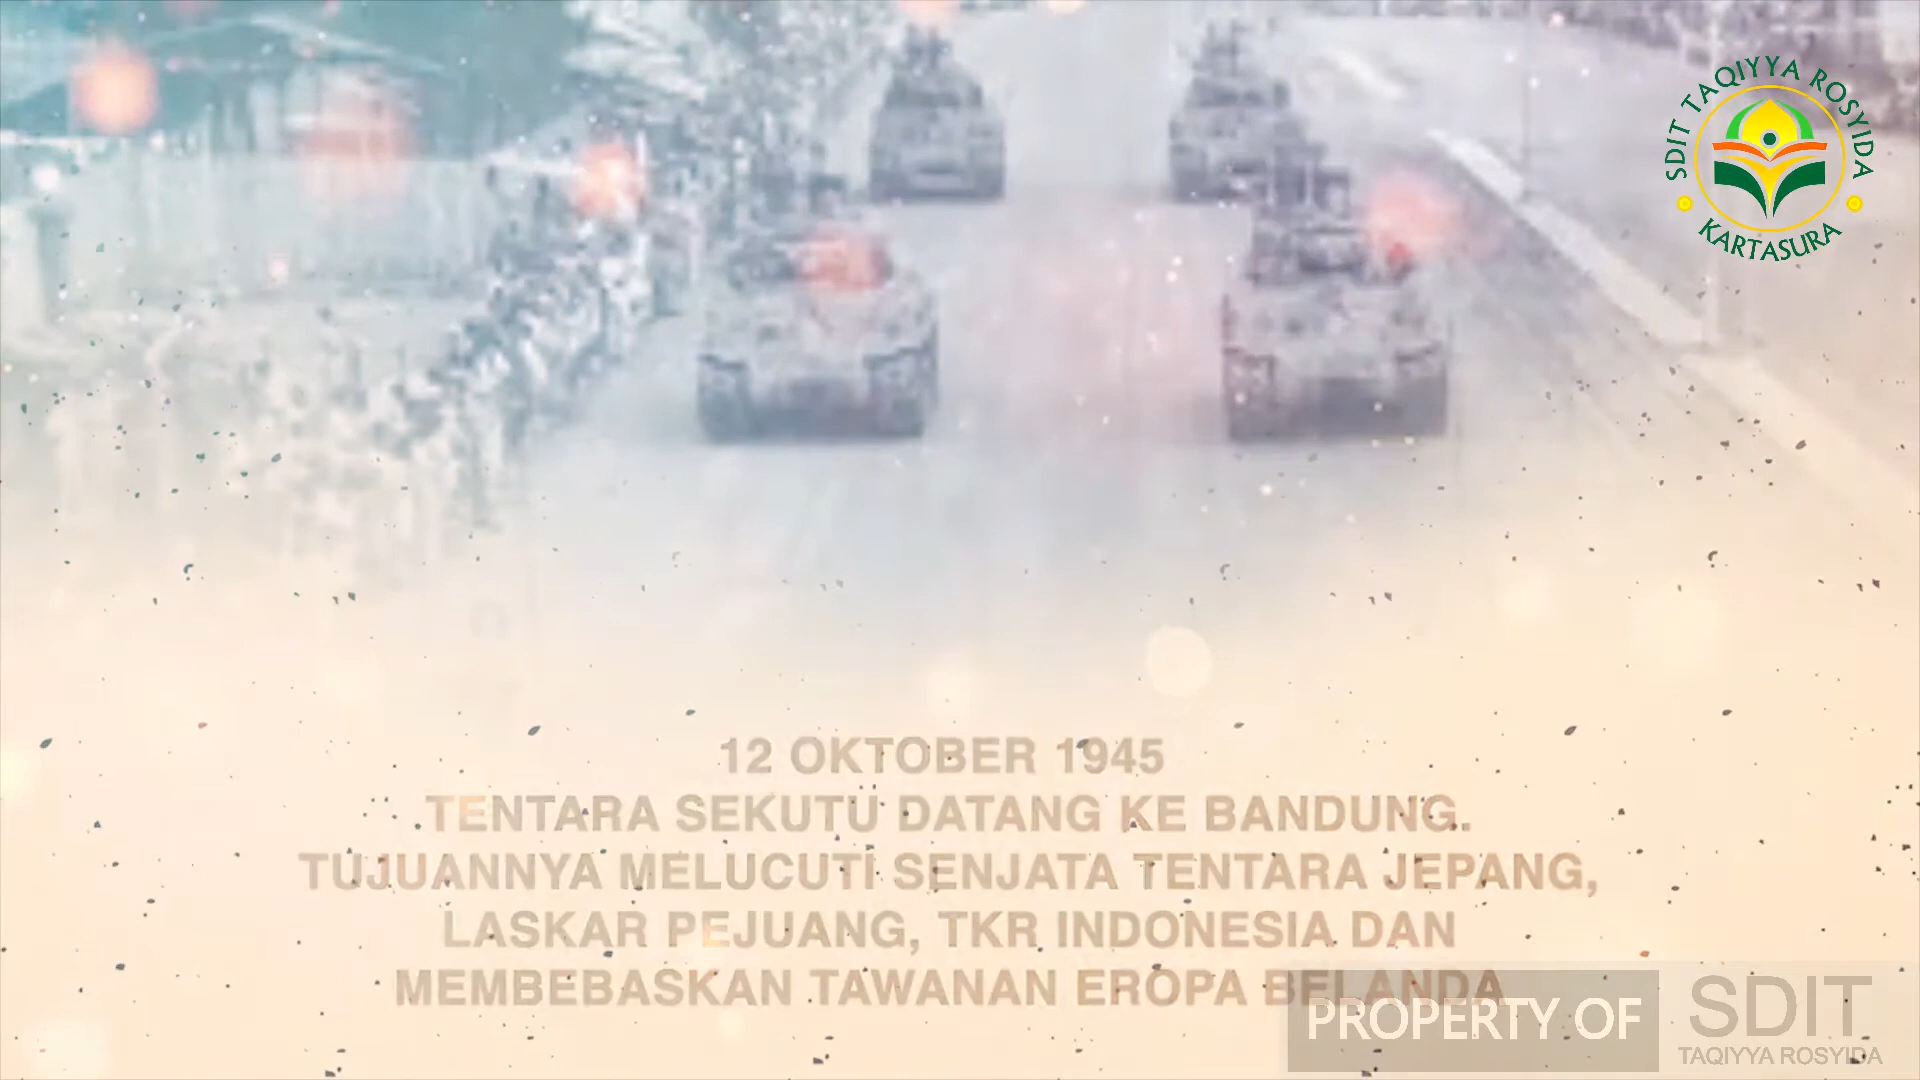 SDIT TAQIYYA ROSYIDA
KARTASURA
12 OKTOBER 1945
TENTARA SEKUTU DATANG KE BANDUNG.
TUJUANNYA MELUCUTI SENJATA TENTARA JEPANG,
LASKAR PEJUANG, TKR INDONESIA DAN
MEMBEBASKAN TAWANAN EROPA BELANDA
PROPERTY OF
SDIT
TAQIYYA ROSYIDA